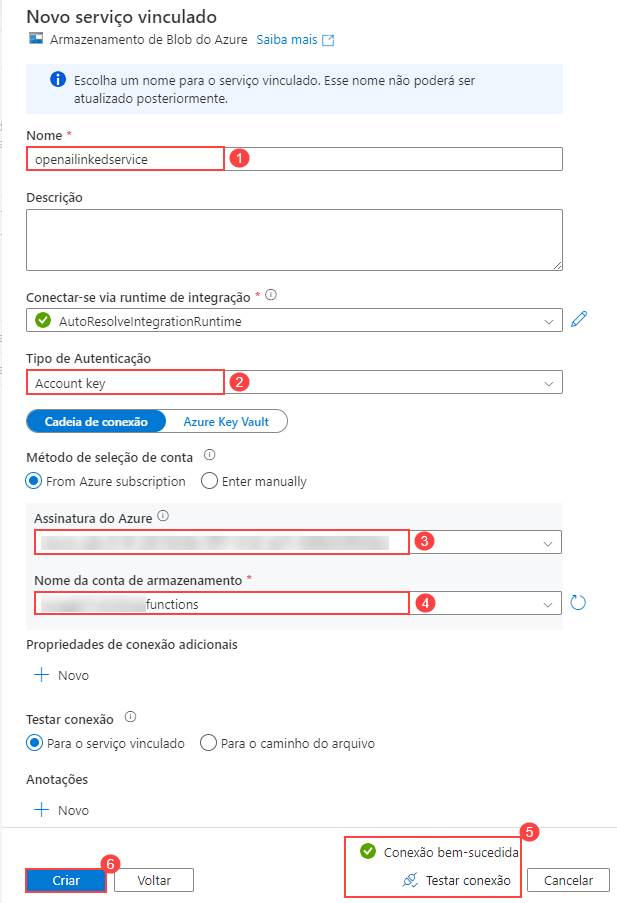 Novo serviço vinculado
Armazenamento de Blob do Azure Saiba mais
Escolha um nome para o serviço vinculado. Esse nome não poderá ser
atualizado posteriormente.
Nome *
openailinkedservice 1
Descrição
Conectar-se via runtime de integração *
AutoResolveIntegrationRuntime
Tipo de Autenticação
Account key 2
Cadeia de conexão Azure Key Vault
Método de seleção de conta
From Azure subscription Enter manually
Assinatura do Azure
3
Nome da conta de armazenamento *
functions 4
Propriedades de conexão adicionais
Novo
Testar conexão
Para o serviço vinculado Para o caminho do arquivo
Anotações
Novo
5
Conexão bem-sucedida
6
Criar Voltar Testar conexão Cancelar